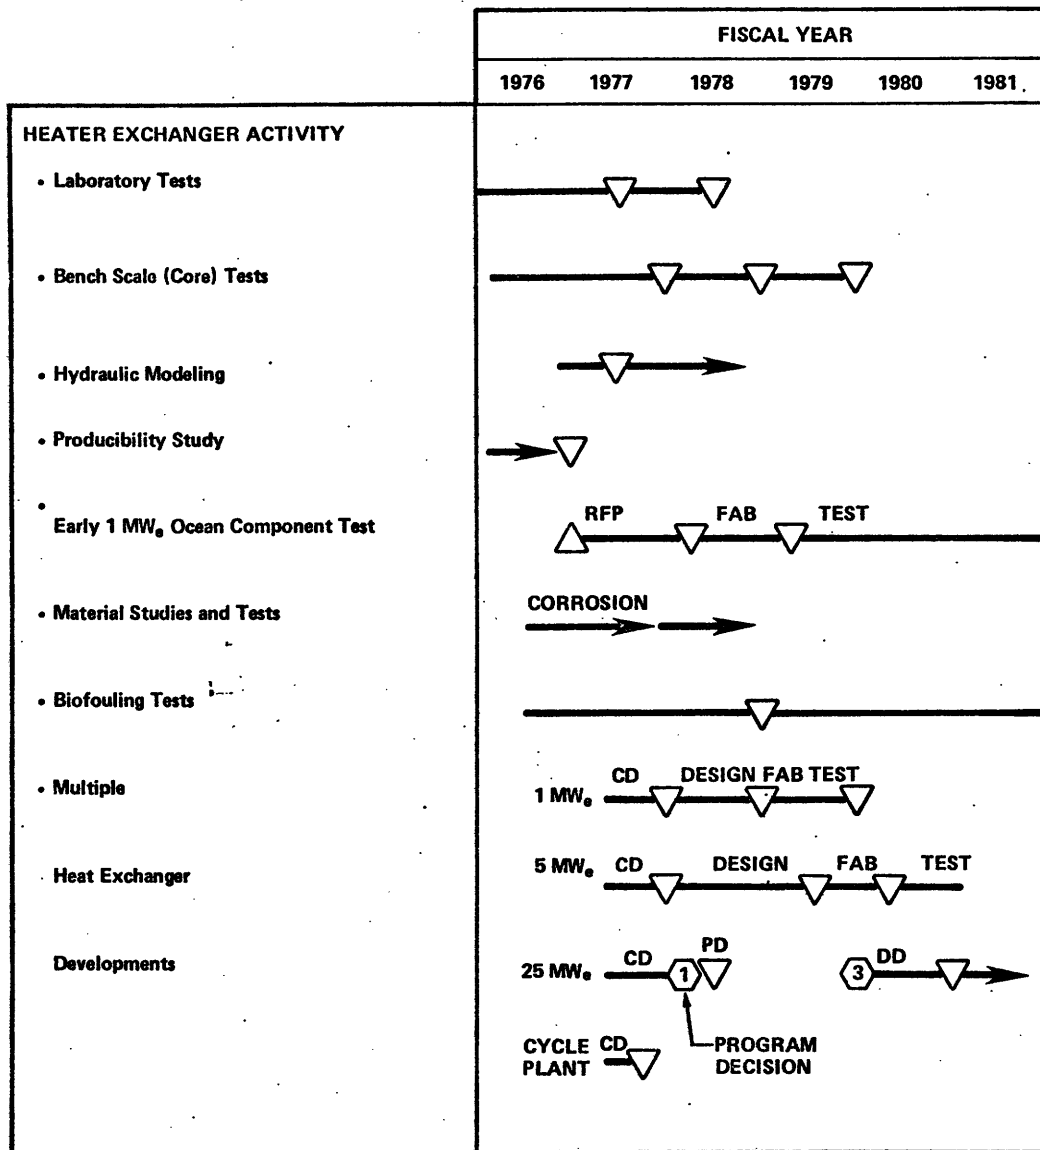 FISCAL YEAR
1976 1977 1978 1979 1980 1981
HEATER EXCHANGER ACTIVITY
• Laboratory Tests
• Bench Scale (Core) Tests
• Hydraulic Modeling
• Producibility Study
•
Early 1 MWe Ocean Component Test
RFP FAB TEST
• Material Studies and Tests
CORROSION
• Biofouling Tests
• Multiple
1 MWe CD DESIGN FAB TEST
Heat Exchanger
5 MWe CD DESIGN FAB TEST
Developments
25 MWe CD 1 PD 3 DD
CYCLE PLANT CD
PROGRAM
DECISION